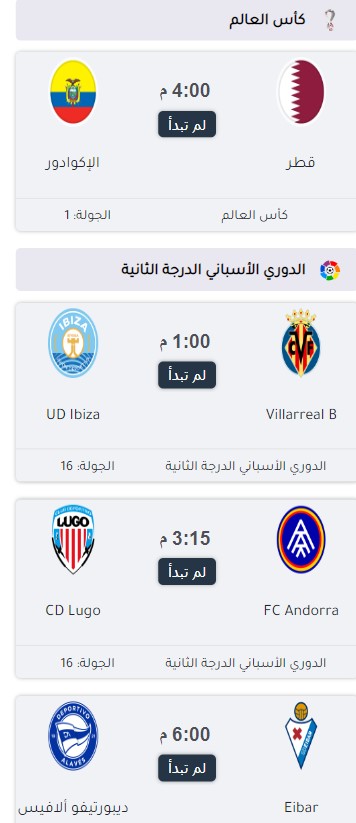 كأس العالم
4:00 م
لم تبدأ
قطر
الإكوادور
كأس العالم
الجولة: 1
الدوري الأسباني الدرجة الثانية
IBIZA
1:00 م
لم تبدأ
Villarreal B
UD Ibiza
الدوري الأسباني الدرجة الثانية
الجولة: 16
LUGO
3:15 م
لم تبدأ
FC Andorra
CD Lugo
الدوري الأسباني الدرجة الثانية
الجولة: 16
DEPORTIVO
ALAVES
6:00 م
لم تبدأ
Eibar
ديبورتيفو ألافيس